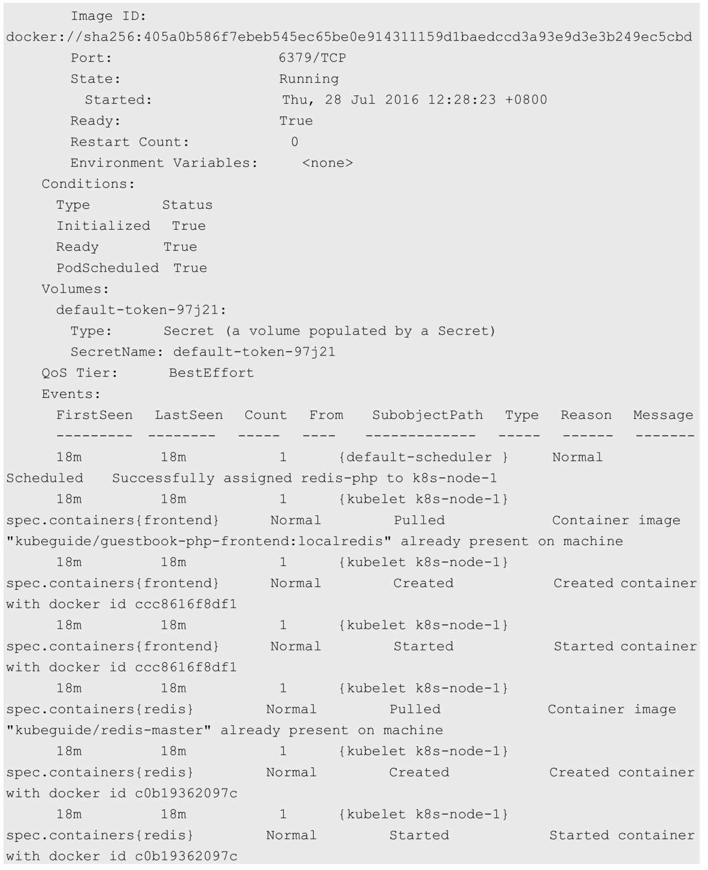 Image ID:
docker://sha256:405a0b586f7ebeb545ec65be0e914311159d1baedccd3a93e9d3e3b249ec5cbd
Port: 6379/TCP
State: Running
Started: Thu, 28 Jul 2016 12:28:23 +0800
Ready: True
Restart Count: 0
Environment Variables: <none>
Conditions:
Type Status
Initialized True
Ready True
PodScheduled True
Volumes:
default-token-97j21:
Type: Secret (a volume populated by a Secret)
SecretName: default-token-97j21
QoS Tier: BestEffort
Events:
FirstSeen LastSeen Count From SubobjectPath Type Reason Message
--------- -------- ----- ---- ------------- ----- ------ -------
18m 18m 1 {default-scheduler } Normal
Scheduled Successfully assigned redis-php to k8s-node-1
18m 18m 1 {kubelet k8s-node-1}
spec.containers{frontend} Normal Pulled Container image
"kubeguide/guestbook-php-frontend:localredis" already present on machine
18m 18m 1 {kubelet k8s-node-1}
spec.containers{frontend} Normal Created Created container
with docker id ccc8616f8df1
18m 18m 1 {kubelet k8s-node-1}
spec.containers{frontend} Normal Started Started container
with docker id ccc8616f8df1
18m 18m 1 {kubelet k8s-node-1}
spec.containers{redis} Normal Pulled Container image
"kubeguide/redis-master" already present on machine
18m 18m 1 {kubelet k8s-node-1}
spec.containers{redis} Normal Created Created container
with docker id c0b19362097c
18m 18m 1 {kubelet k8s-node-1}
spec.containers{redis} Normal Started Started container
with docker id c0b19362097c